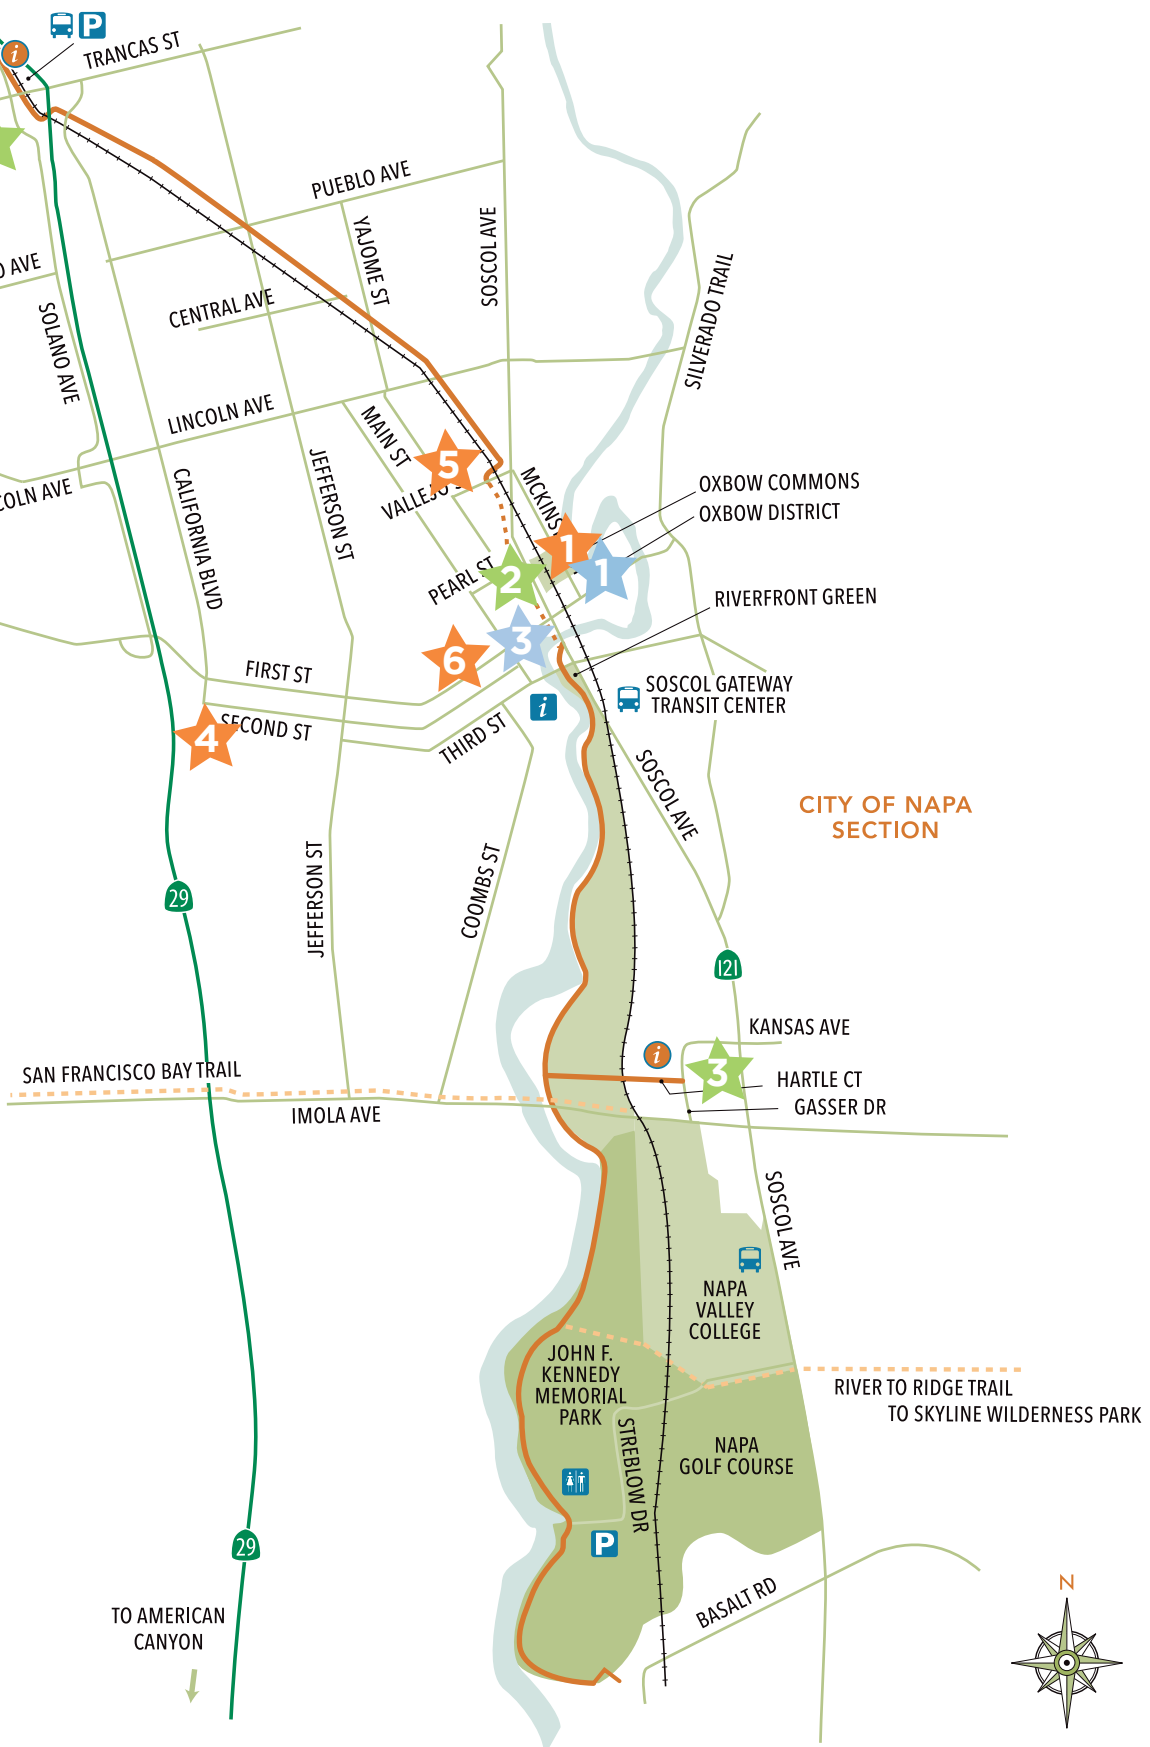 P
i
TRANCAS ST
PUEBLO AVE
YAJOME ST
SOSCOL AVE
AVE
SOLANO AVE
CENTRAL AVE
SILVERADO TRAIL
LINCOLN AVE
MAIN ST
JEFFERSON ST
CALIFORNIA BLVD
COLN AVE
5
VALLEJO S
MCKINS
OXBOW COMMONS
OXBOW DISTRICT
1
1
2
PEARL ST
RIVERFRONT GREEN
3
6
FIRST ST
i
SOSCOL GATEWAY
TRANSIT CENTER
4
SECOND ST
THIRD ST
SOSCOL AVE
CITY OF NAPA
SECTION
JEFFERSON ST
COOMBS ST
29
121
KANSAS AVE
i
3
SAN FRANCISCO BAY TRAIL
HARTLE CT
GASSER DR
IMOLA AVE
SOSCOL AVE
NAPA
VALLEY
COLLEGE
JOHN F.
KENNEDY
MEMORIAL
PARK
RIVER TO RIDGE TRAIL
TO SKYLINE WILDERNESS PARK
STREBLOW DR
NAPA
GOLF COURSE
P
29
BASALT RD
TO AMERICAN
CANYON
N